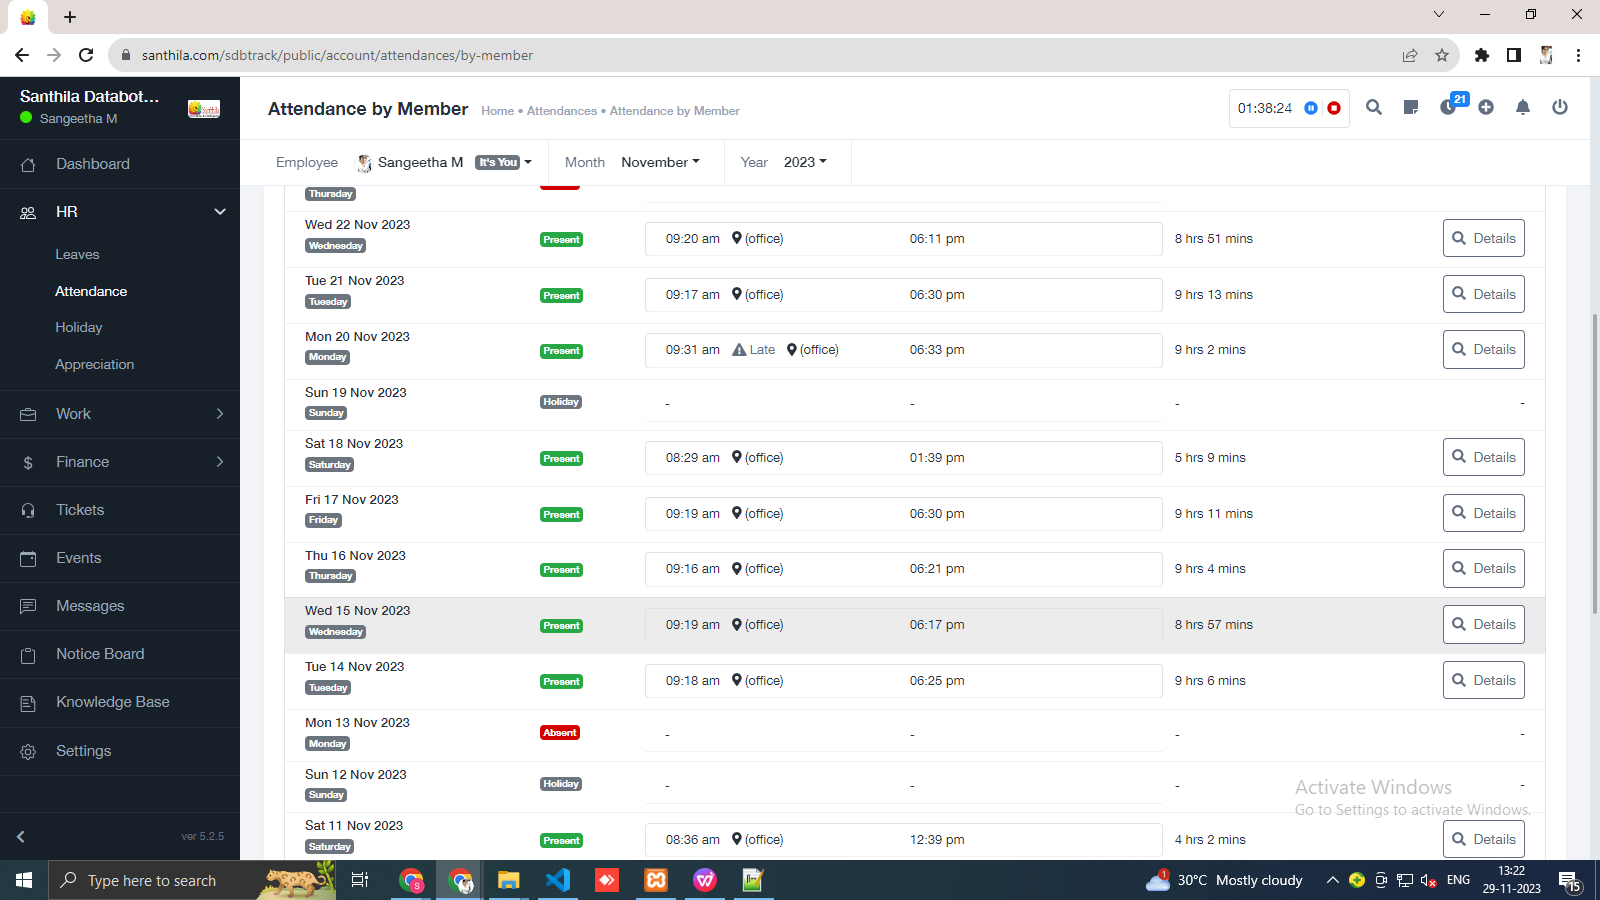 santhila.com/sdbtrack/public/account/attendances/by-member
Santhila Databot...
Sangeetha M
Attendance by Member Home • Attendances • Attendance by Member
01:38:24
21
Employee Sangeetha M It's You Month November Year 2023
Dashboard
HR
Leaves
Attendance
Holiday
Appreciation
Work
Finance
Tickets
Events
Messages
Notice Board
Knowledge Base
Settings
ver 5.2.5
Thursday
Wed 22 Nov 2023
Wednesday
Present 09:20 am (office) 06:11 pm 8 hrs 51 mins Details
Tue 21 Nov 2023
Tuesday
Present 09:17 am (office) 06:30 pm 9 hrs 13 mins Details
Mon 20 Nov 2023
Monday
Present 09:31 am Late (office) 06:33 pm 9 hrs 2 mins Details
Sun 19 Nov 2023
Sunday
Holiday - - - -
Sat 18 Nov 2023
Saturday
Present 08:29 am (office) 01:39 pm 5 hrs 9 mins Details
Fri 17 Nov 2023
Friday
Present 09:19 am (office) 06:30 pm 9 hrs 11 mins Details
Thu 16 Nov 2023
Thursday
Present 09:16 am (office) 06:21 pm 9 hrs 4 mins Details
Wed 15 Nov 2023
Wednesday
Present 09:19 am (office) 06:17 pm 8 hrs 57 mins Details
Tue 14 Nov 2023
Tuesday
Present 09:18 am (office) 06:25 pm 9 hrs 6 mins Details
Mon 13 Nov 2023
Monday
Absent - - - -
Sun 12 Nov 2023
Sunday
Holiday - - - -
Sat 11 Nov 2023
Saturday
Present 08:36 am (office) 12:39 pm 4 hrs 2 mins Details
Activate Windows
Go to Settings to activate Windows.
Type here to search
1
30°C Mostly cloudy
ENG
13:22
29-11-2023
15